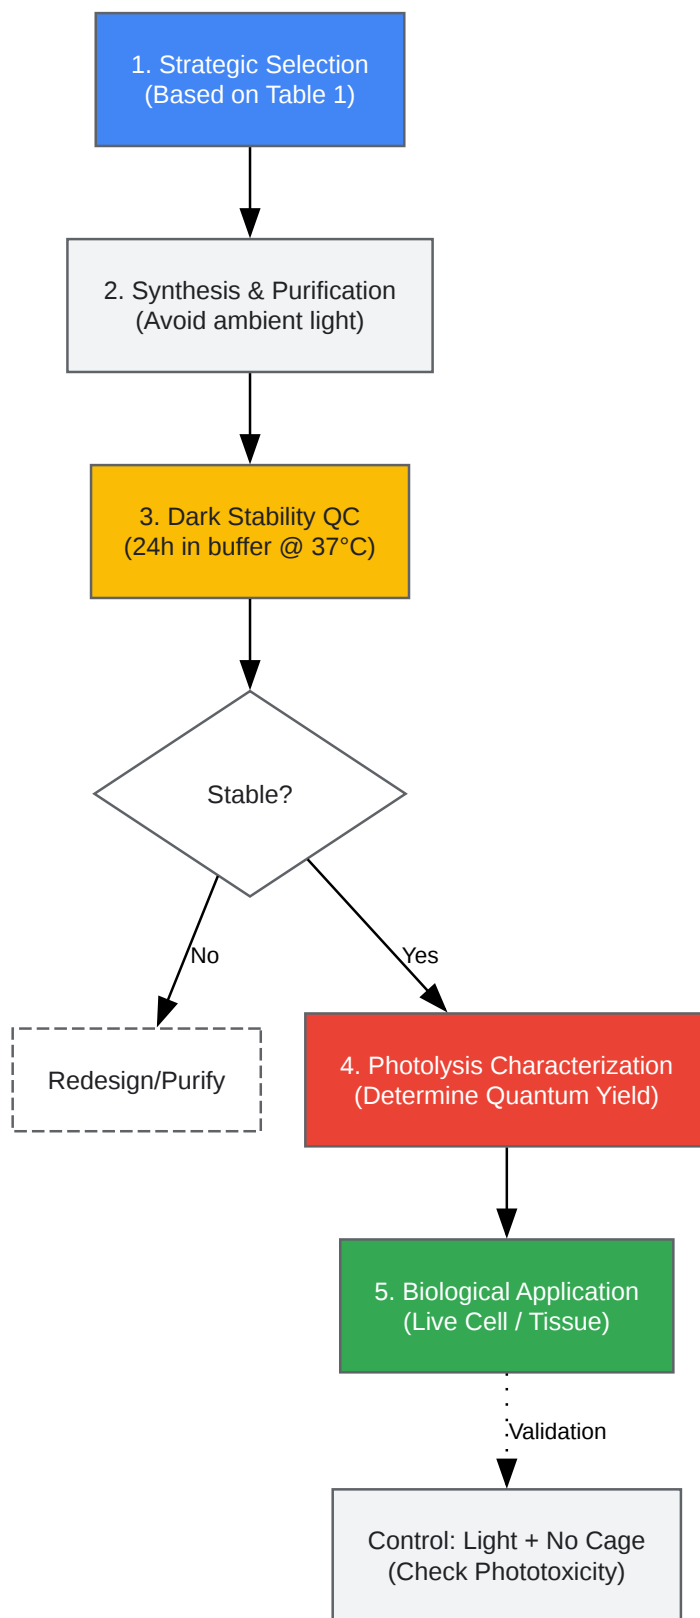 1. Strategic Selection
(Based on Table 1)
2. Synthesis & Purification
(Avoid ambient light)
3. Dark Stability QC
(24h in buffer @ 37°C)
Stable?
No
Yes
Redesign/Purify
4. Photolysis Characterization
(Determine Quantum Yield)
5. Biological Application
(Live Cell / Tissue)
Validation
Control: Light + No Cage
(Check Phototoxicity)